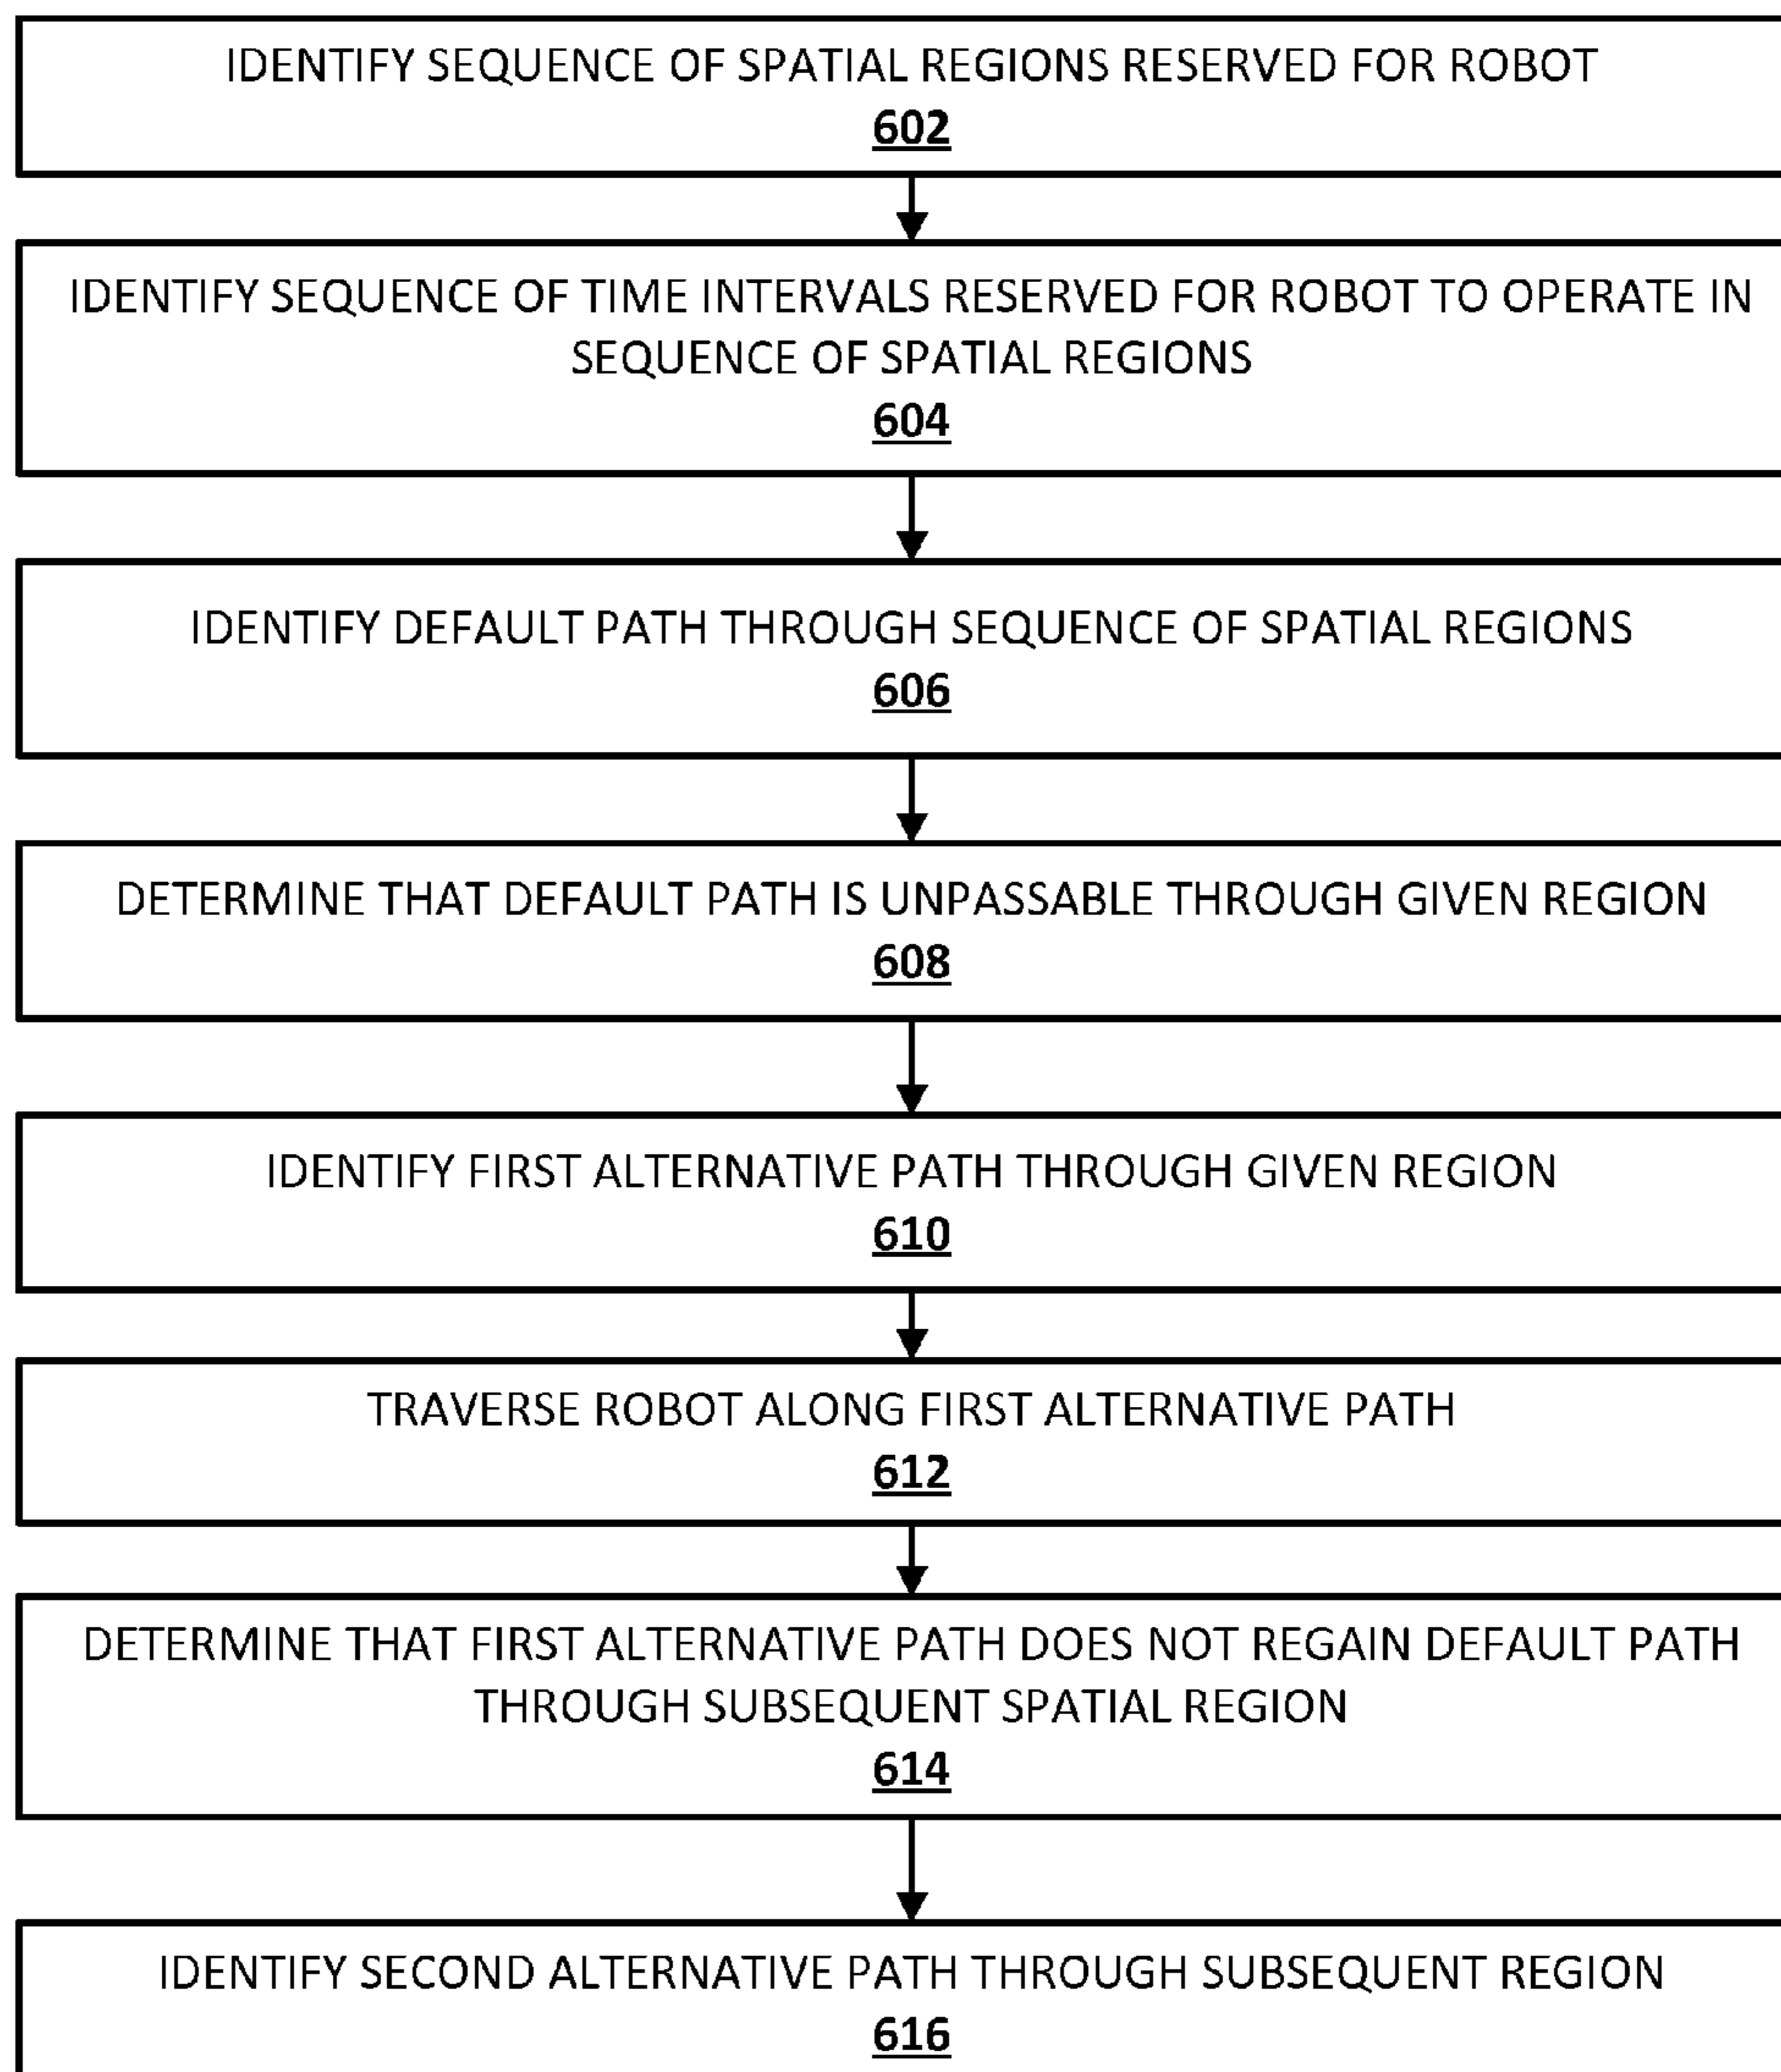 IDENTIFY SEQUENCE OF SPATIAL REGIONS RESERVED FOR ROBOT
602
IDENTIFY SEQUENCE OF TIME INTERVALS RESERVED FOR ROBOT TO OPERATE IN
SEQUENCE OF SPATIAL REGIONS
604
IDENTIFY DEFAULT PATH THROUGH SEQUENCE OF SPATIAL REGIONS
606
DETERMINE THAT DEFAULT PATH IS UNPASSABLE THROUGH GIVEN REGION
608
IDENTIFY FIRST ALTERNATIVE PATH THROUGH GIVEN REGION
610
TRAVERSE ROBOT ALONG FIRST ALTERNATIVE PATH
612
DETERMINE THAT FIRST ALTERNATIVE PATH DOES NOT REGAIN DEFAULT PATH
THROUGH SUBSEQUENT SPATIAL REGION
614
IDENTIFY SECOND ALTERNATIVE PATH THROUGH SUBSEQUENT REGION
616